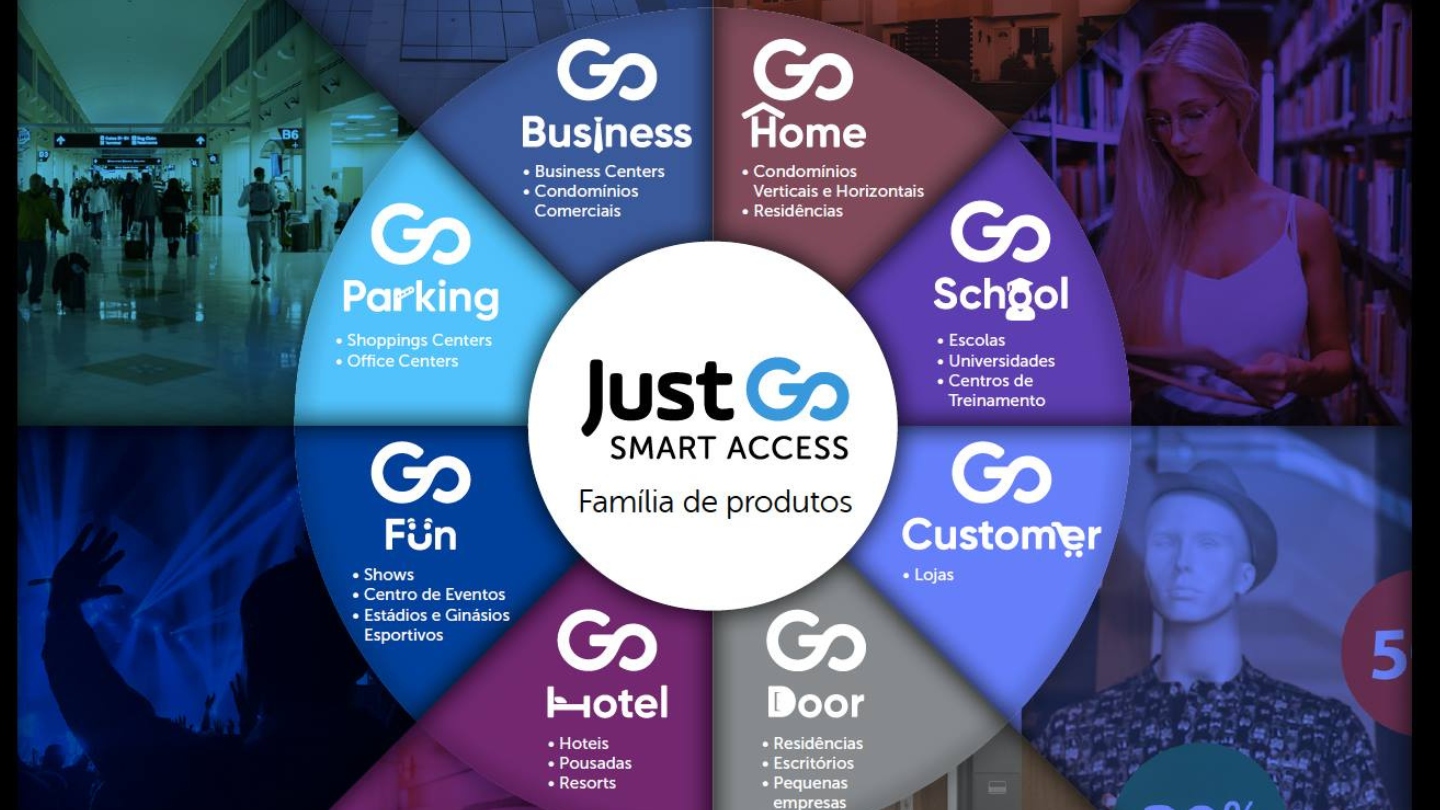 Go
Business
• Business Centers
• Condomínios
Comerciais
Go
Home
• Condomínios
Verticais e Horizontais
• Residências
Go
Parking
• Shoppings Centers
• Office Centers
Go
School
• Escolas
• Universidades
• Centros de
Treinamento
Just Go
SMART ACCESS
Família de produtos
Go
Fun
• Shows
• Centro de Eventos
• Estádios e Ginásios
Esportivos
Go
Customer
• Lojas
Go
Hotel
• Hoteis
• Pousadas
• Resorts
Go
Door
• Residências
• Escritórios
• Pequenas
empresas
B6
5